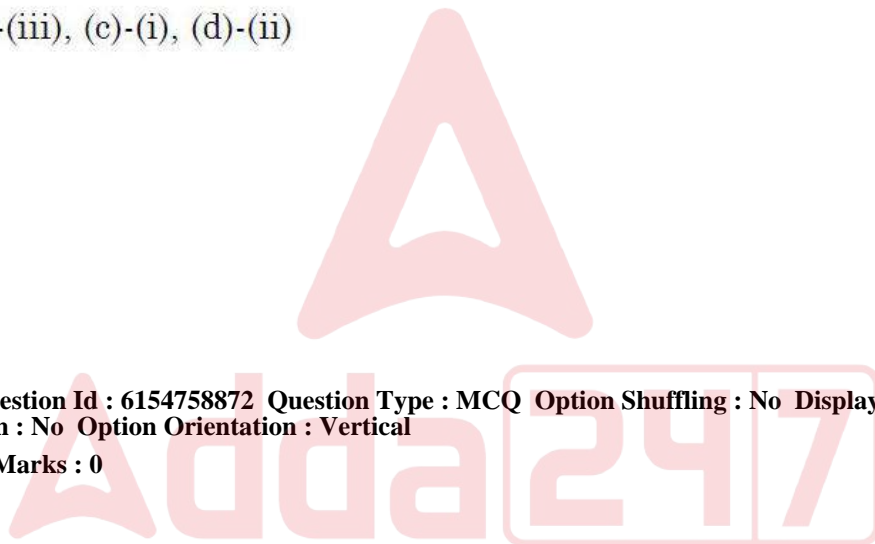 -(iii), (c)-(i), (d)-(ii)
estion Id : 6154758872 Question Type : MCQ Option Shuffling : No Display
n : No Option Orientation : Vertical
Marks : 0
Adda247